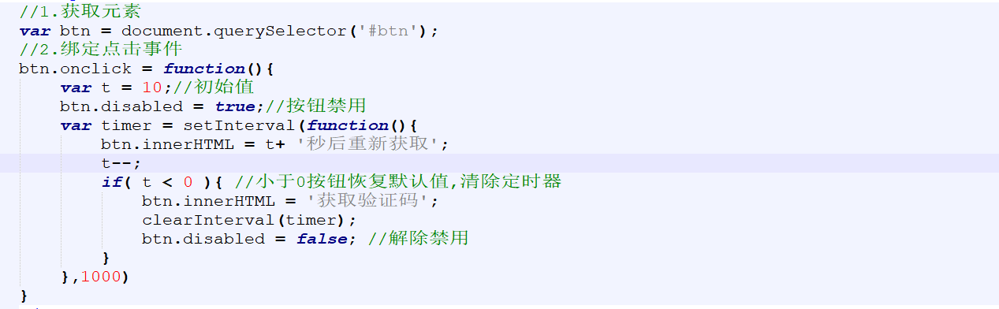 //1.获取元素
var btn = document.querySelector('#btn');
//2.绑定点击事件
btn.onclick = function(){
    var t = 10;//初始值
    btn.disabled = true;//按钮禁用
    var timer = setInterval(function(){
        btn.innerHTML = t+ '秒后重新获取';
        t--;
        if( t < 0 ){ //小于0按钮恢复默认值,清除定时器
            btn.innerHTML = '获取验证码';
            clearInterval(timer);
            btn.disabled = false; //解除禁用
        }
    },1000)
}